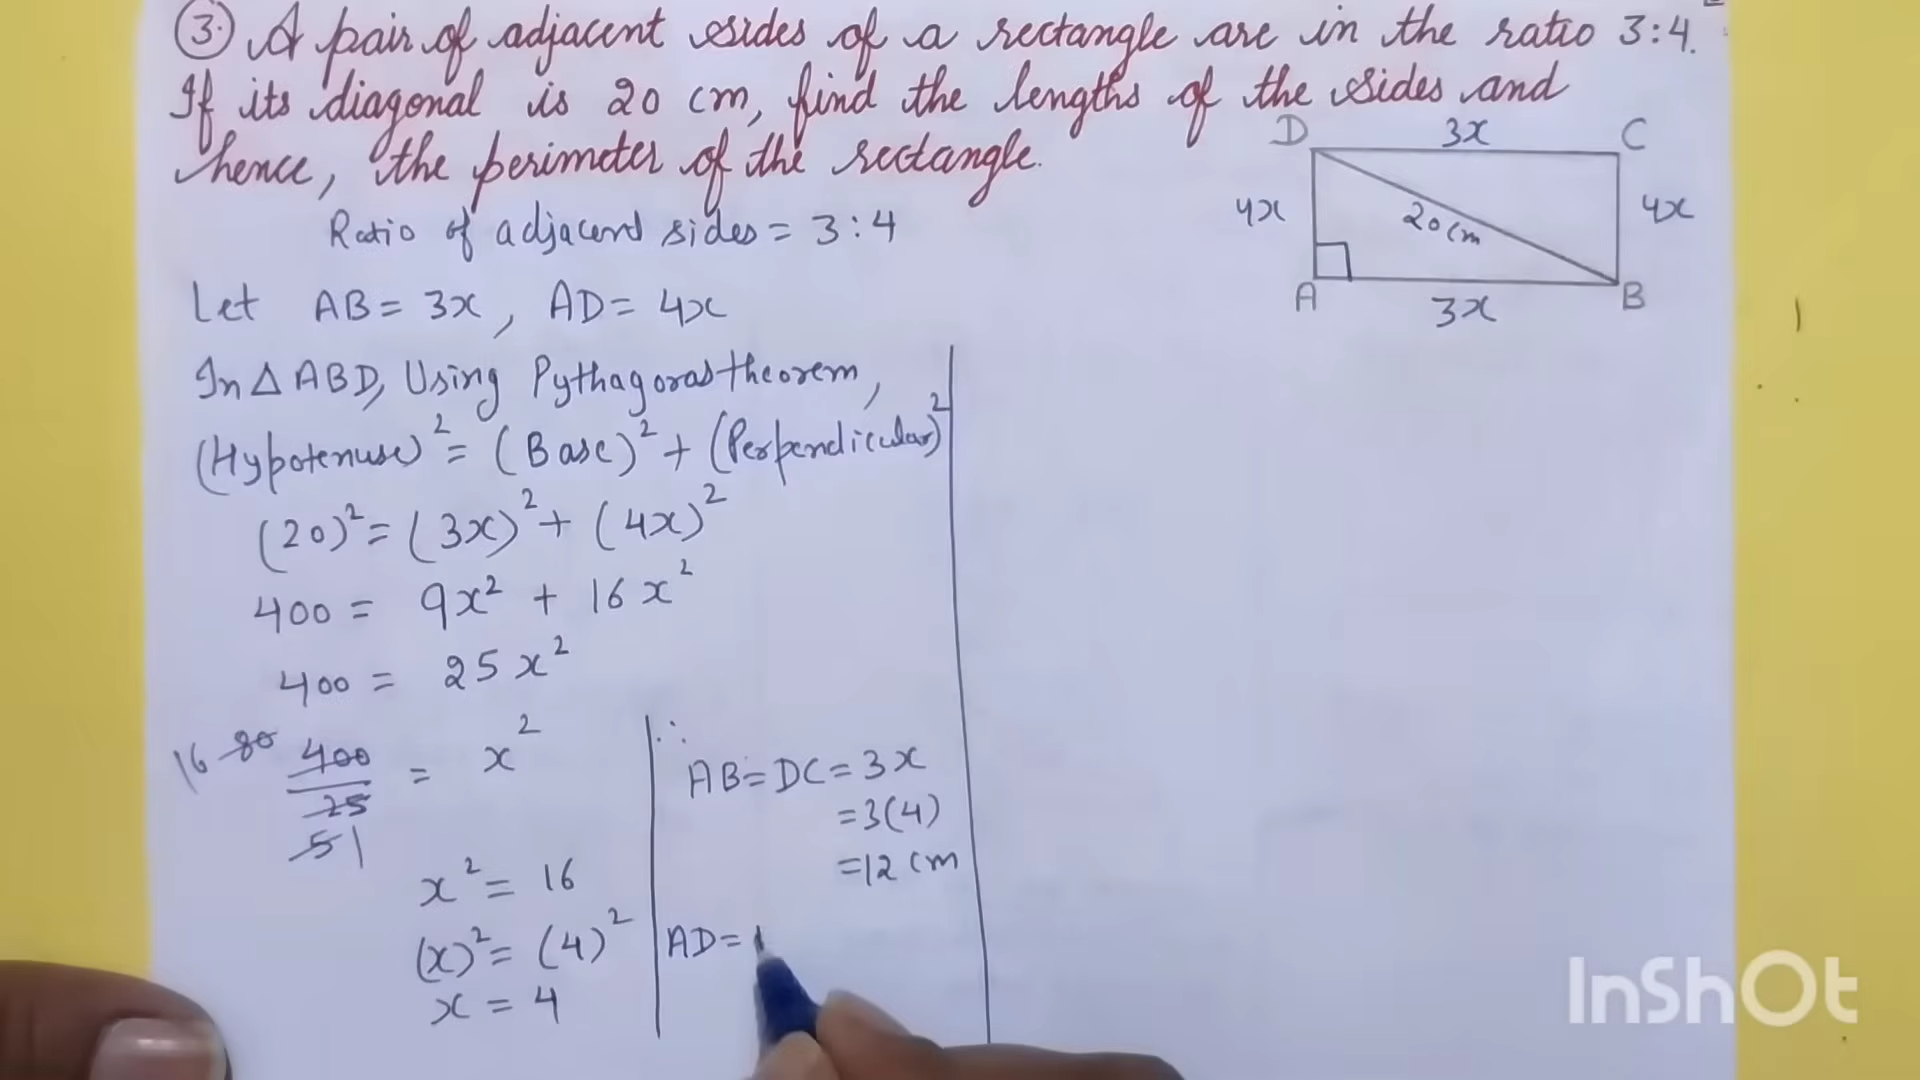 ③ A pair of adjacent sides of a rectangle are in the ratio 3:4.
If its diagonal is 20 cm, find the lengths of the sides and
hence, the perimeter of the rectangle.
D 3x C
4x 20cm 4x
A 3x B
Ratio of adjacend sides = 3:4
Let AB = 3x, AD = 4x
In △ ABD, Using Pythagoras theorem,
(Hypotenuse)² = (Base)² + (Perpendicular)²
(20)² = (3x)² + (4x)²
400 = 9x² + 16x²
400 = 25x²
16 80 400 = x²
25
5 1
x² = 16
(x)² = (4)²
x = 4
∴
AB = DC = 3x
= 3(4)
= 12 cm
AD =
InShOt